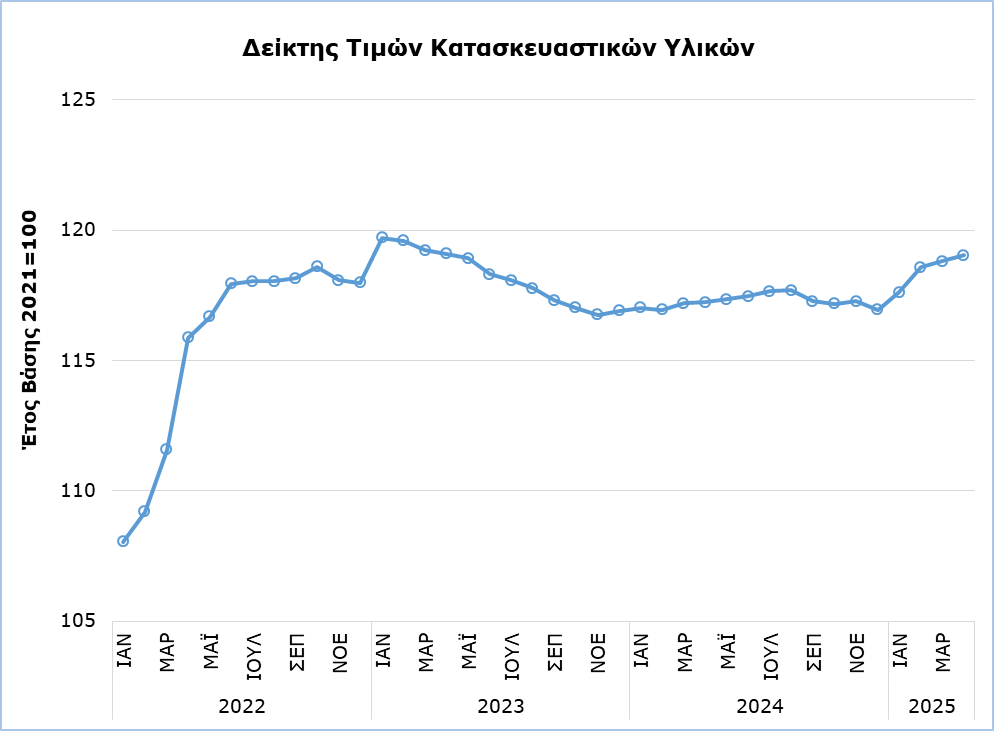 Δείκτης Τιμών Κατασκευαστικών Υλικών
Έτος Βάσης 2021=100
125
120
115
110
105
ΙΑΝ ΜΑΡ ΜΑΪ ΙΟΥΛ ΣΕΠ ΝΟΕ ΙΑΝ ΜΑΡ ΜΑΪ ΙΟΥΛ ΣΕΠ ΝΟΕ ΙΑΝ ΜΑΡ ΜΑΪ ΙΟΥΛ ΣΕΠ ΝΟΕ ΙΑΝ ΜΑΡ
2022 2023 2024 2025